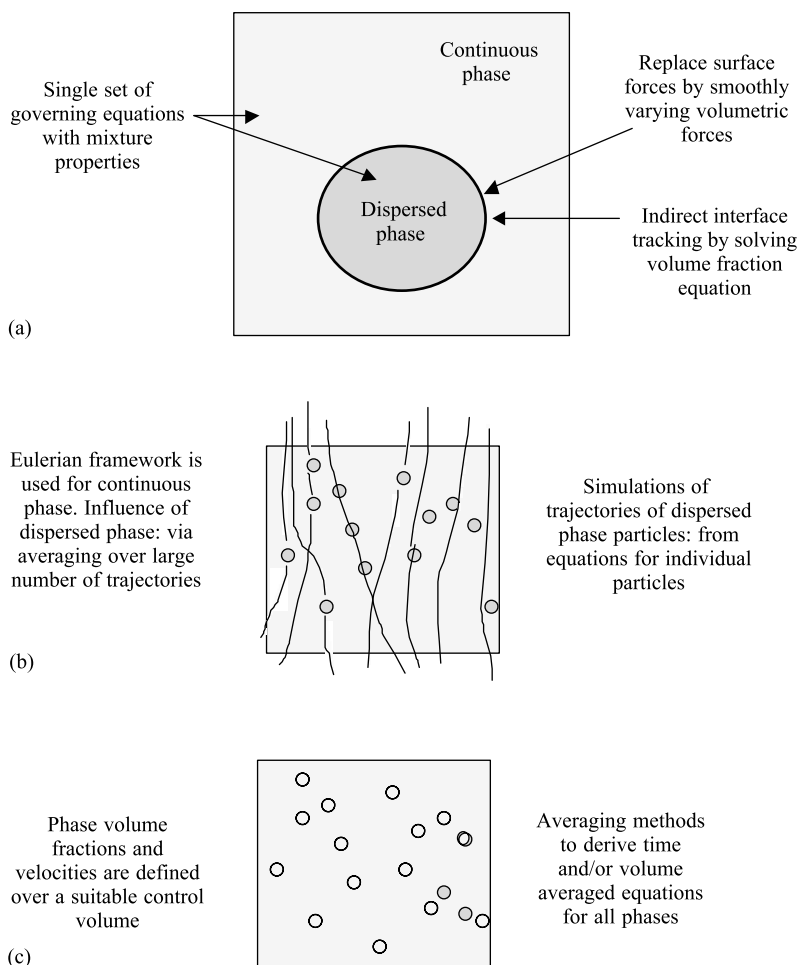 Continuous
phase
Single set of
governing equations
with mixture
properties
Replace surface
forces by smoothly
varying volumetric
forces
Dispersed
phase
Indirect interface
tracking by solving
volume fraction
equation
(a)
Eulerian framework is
used for continuous
phase. Influence of
dispersed phase: via
averaging over large
number of trajectories
Simulations of
trajectories of dispersed
phase particles: from
equations for individual
particles
(b)
Phase volume
fractions and
velocities are defined
over a suitable control
volume
Averaging methods
to derive time
and/or volume
averaged equations
for all phases
(c)